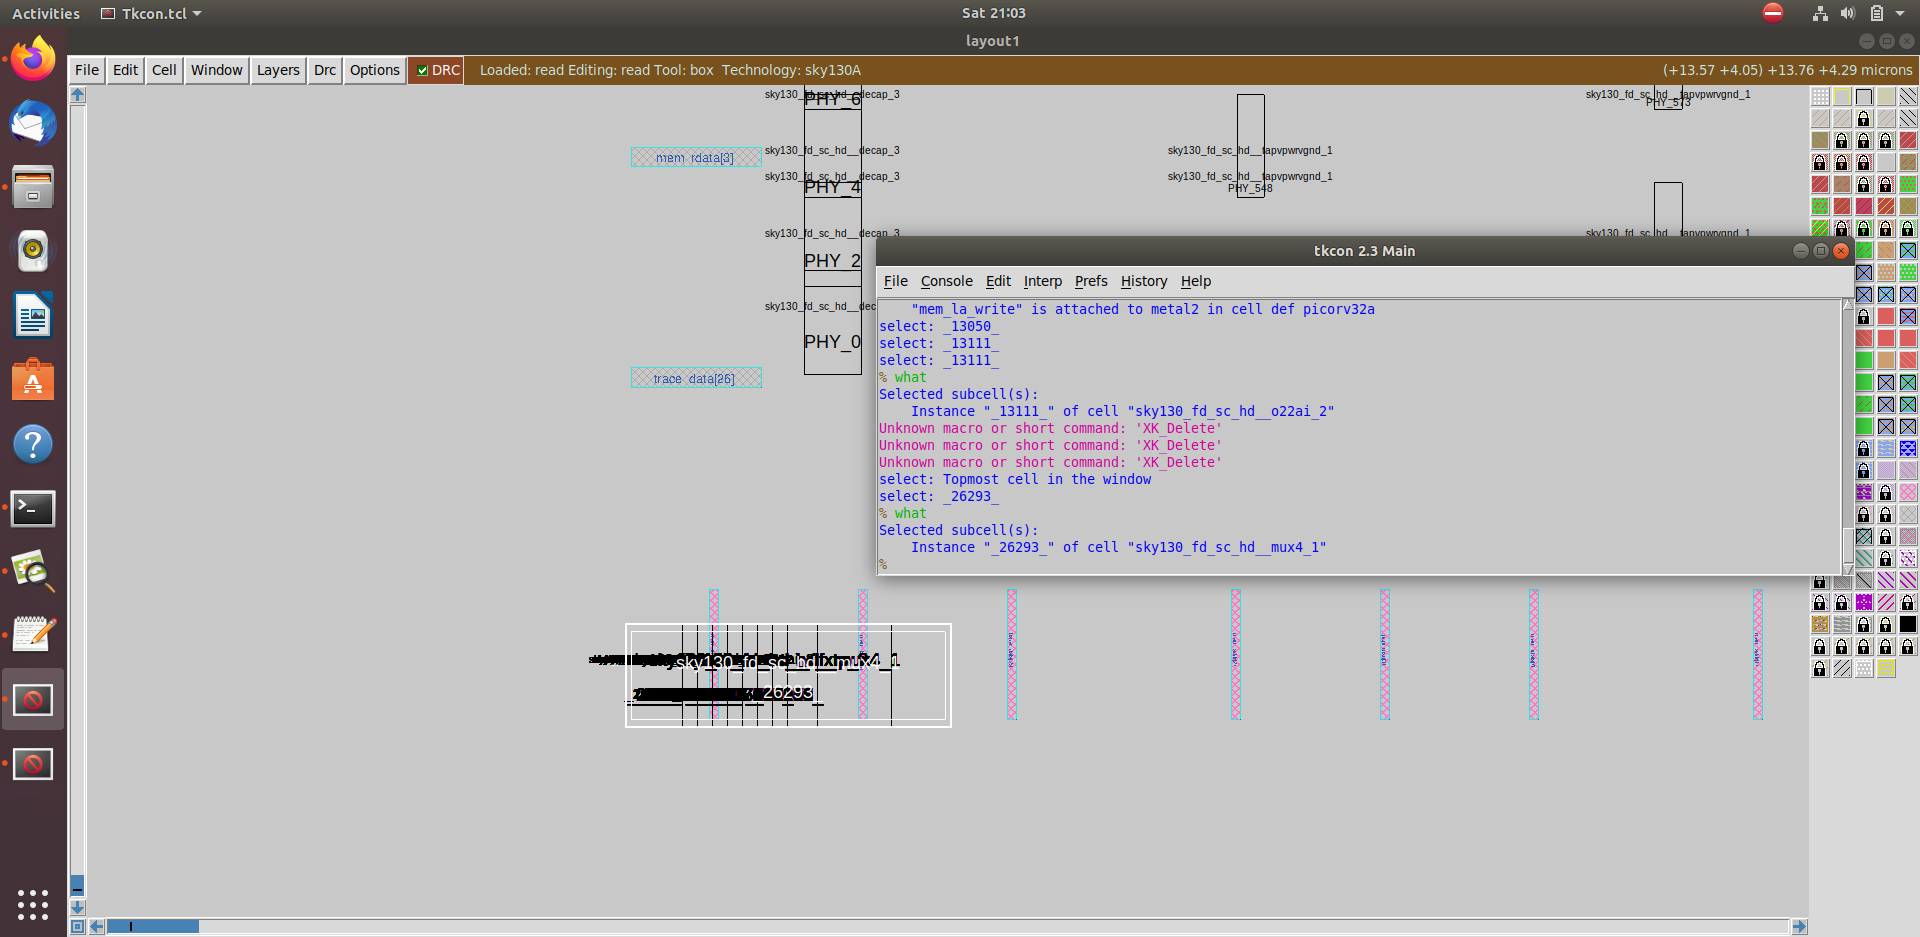 Activities
Tkcon.tcl
Sat 21:03
layout1
File Edit Cell Window Layers Drc Options DRC
Loaded: read Editing: read Tool: box Technology: sky130A
(+13.57 +4.05) +13.76 +4.29 microns
sky130_fd_sc_hd__decap_3
PHY_6
sky130_fd_sc_hd__tapvpwrvgnd_1
PHY_573
mem_rdata[3]
sky130_fd_sc_hd__decap_3
sky130_fd_sc_hd__tapvpwrvgnd_1
sky130_fd_sc_hd__decap_3
PHY_4
sky130_fd_sc_hd__tapvpwrvgnd_1
PHY_548
sky130_fd_sc_hd__decap_3
sky130_fd_sc_hd__tapvpwrvgnd_1
PHY_2
sky130_fd_sc_hd__dec
PHY_0
trace_data[26]
tkcon 2.3 Main
File Console Edit Interp Prefs History Help
"mem_la_write" is attached to metal2 in cell def picorv32a
select: _13050_
select: _13111_
select: _13111_
% what
Selected subcell(s):
Instance "_13111_" of cell "sky130_fd_sc_hd__o22ai_2"
Unknown macro or short command: 'XK_Delete'
Unknown macro or short command: 'XK_Delete'
Unknown macro or short command: 'XK_Delete'
select: Topmost cell in the window
select: _26293_
% what
Selected subcell(s):
Instance "_26293_" of cell "sky130_fd_sc_hd__mux4_1"
%
sky130_fd_sc_hd__mux4_1
_26293_